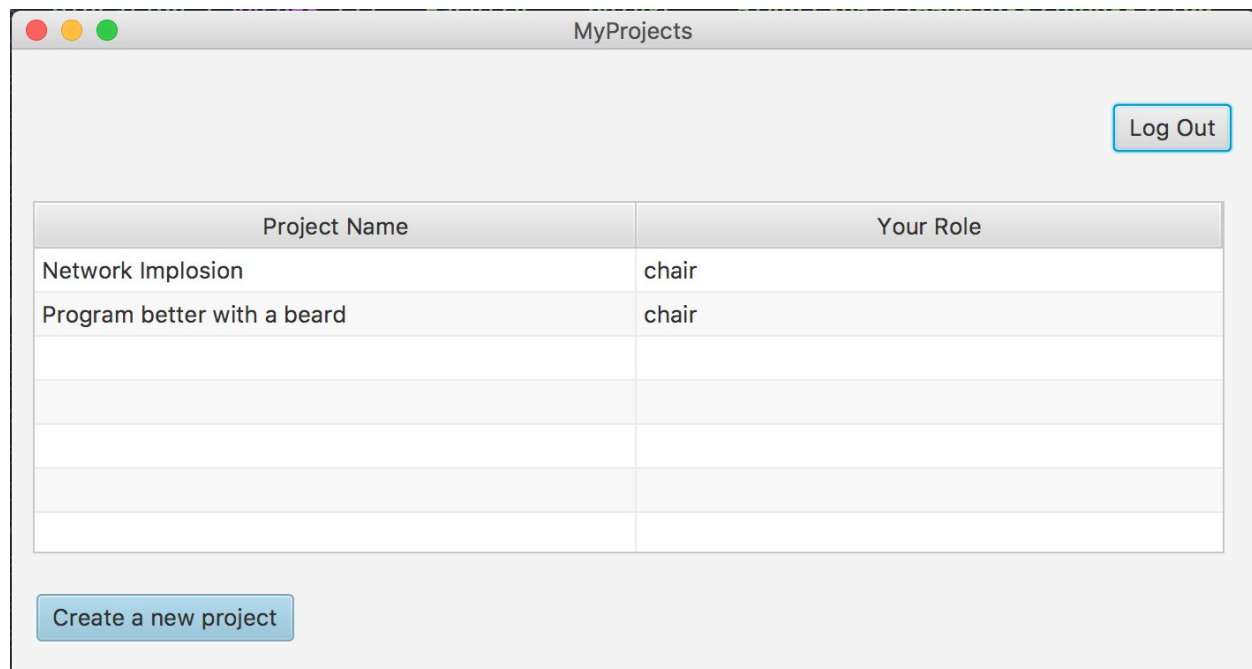 MyProjects
Log Out
Project Name Your Role
Network Implosion chair
Program better with a beard chair
Create a new project